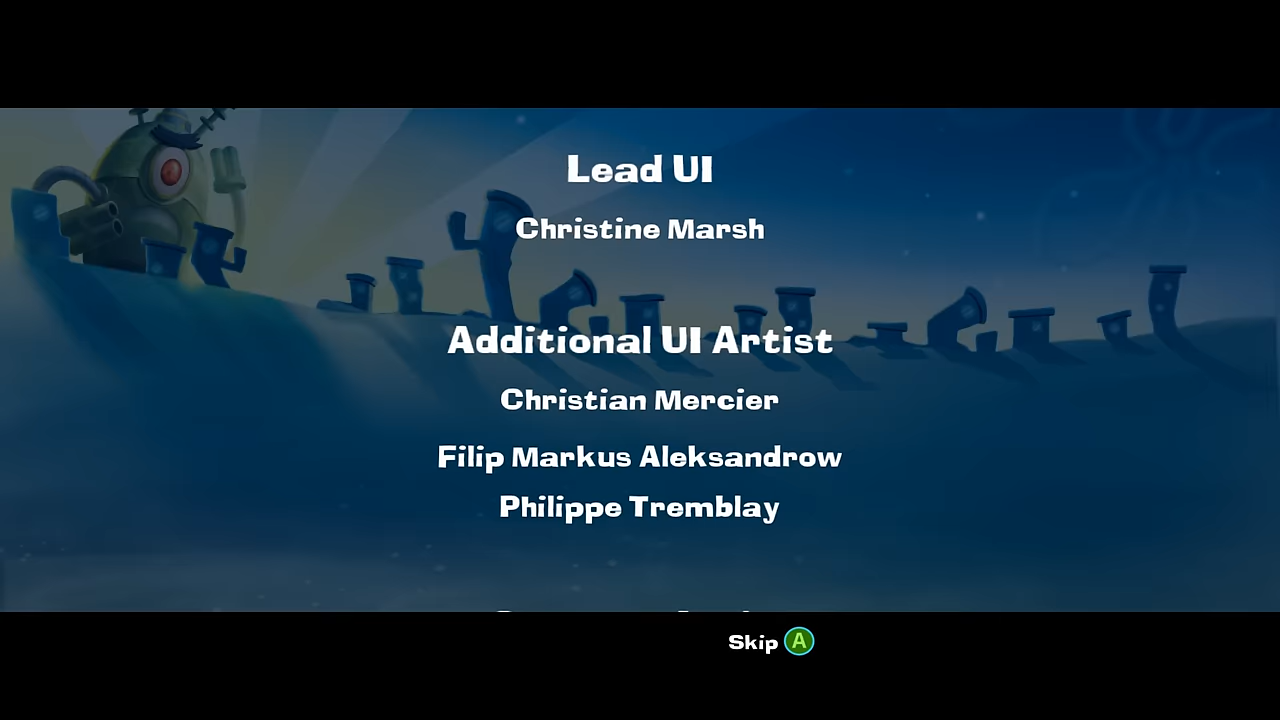 Lead UI
Christine Marsh
Additional UI Artist
Christian Mercier
Filip Markus Aleksandrow
Philippe Tremblay
Skip A